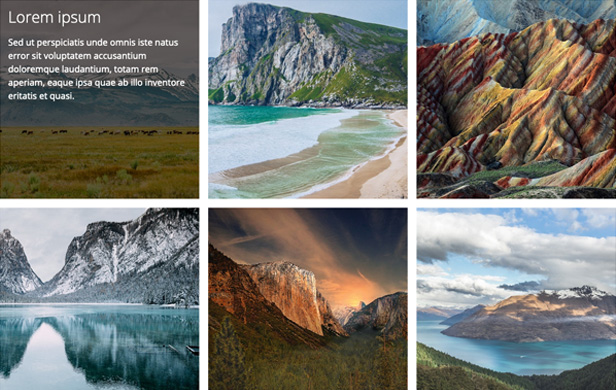 Lorem ipsum
Sed ut perspiciatis unde omnis iste natus
error sit voluptatem accusantium
doloremque laudantium, totam rem
aperiam, eaque ipsa quae ab illo inventore
eritatis et quasi.